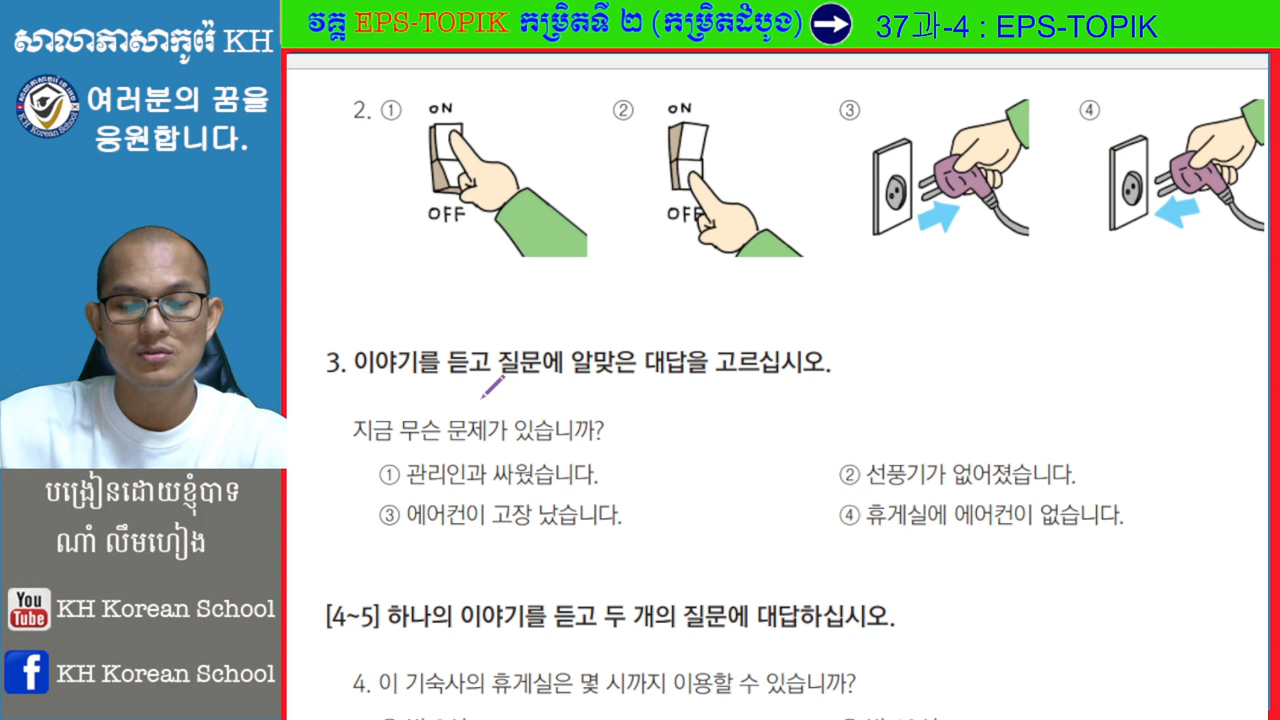 សាលាភាសាកូរ៉េ KH
여러분의 꿈을
응원합니다.
វគ្គ EPS-TOPIK កម្រិតទី ២ (កម្រិតដំបូង) 37과-4 : EPS-TOPIK
2. ① ② ③ ④
ON ON
OFF OFF
3. 이야기를 듣고 질문에 알맞은 대답을 고르십시오.
지금 무슨 문제가 있습니까?
① 관리인과 싸웠습니다. ② 선풍기가 없어졌습니다.
③ 에어컨이 고장 났습니다. ④ 휴게실에 에어컨이 없습니다.
[4~5] 하나의 이야기를 듣고 두 개의 질문에 대답하십시오.
4. 이 기숙사의 휴게실은 몇 시까지 이용할 수 있습니까?
បង្រៀនដោយខ្ញុំបាទ
ណាំ លឹមហៀង
You Tube KH Korean School
f KH Korean School